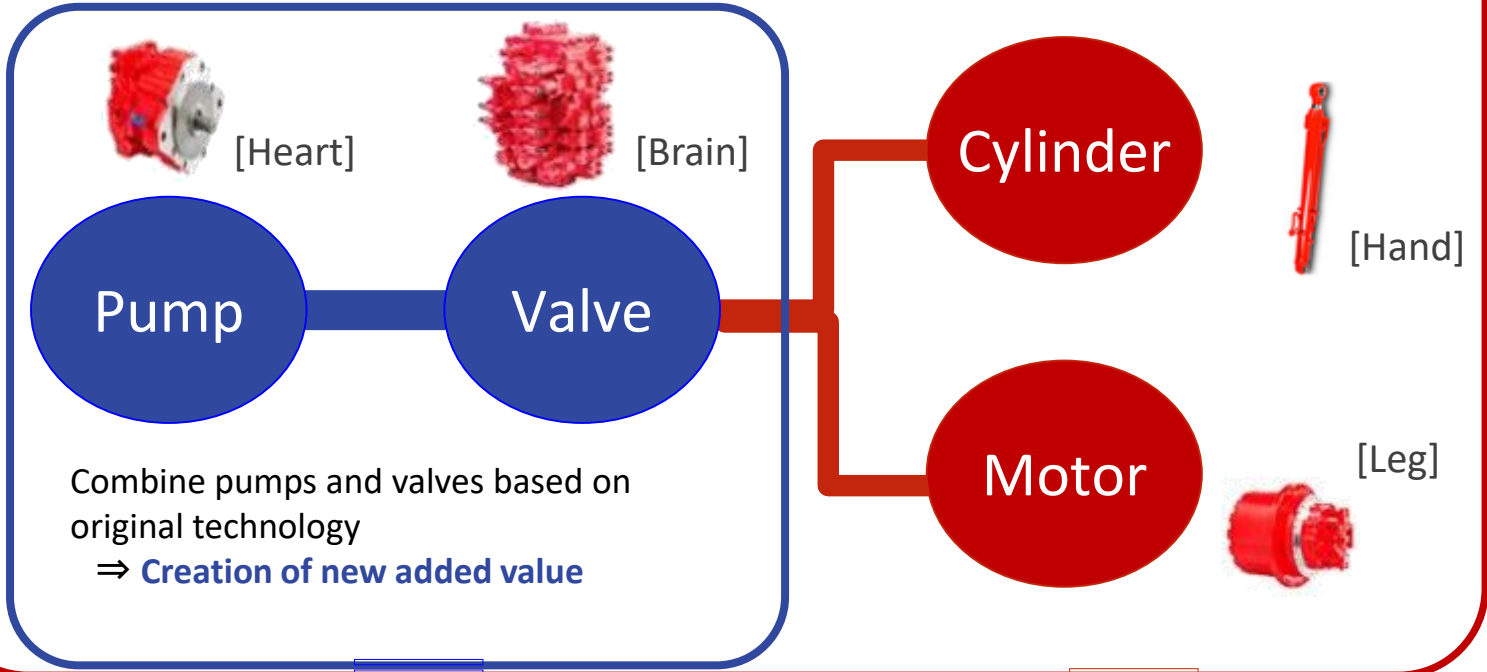 [Heart]
[Brain]
Pump
Valve
Combine pumps and valves based on
original technology
⇒ Creation of new added value
Cylinder
[Hand]
Motor
[Leg]